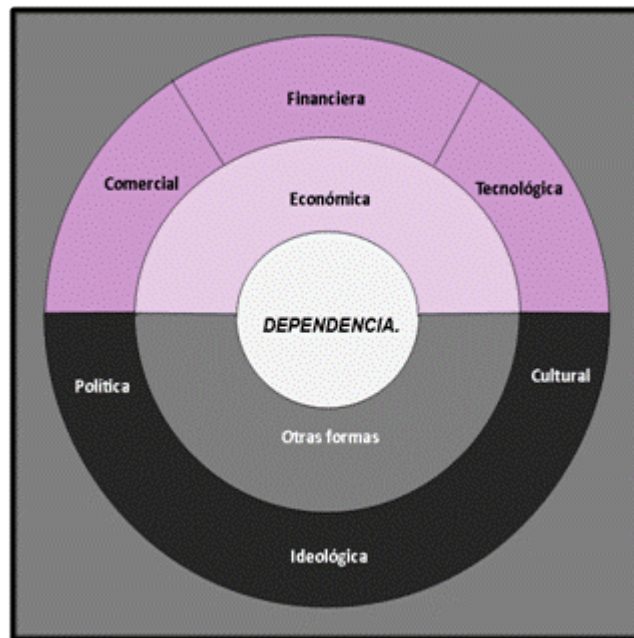 Financiera
Comercial
Tecnológica
Económica
DEPENDENCIA.
Política
Cultural
Otras formas
Ideológica